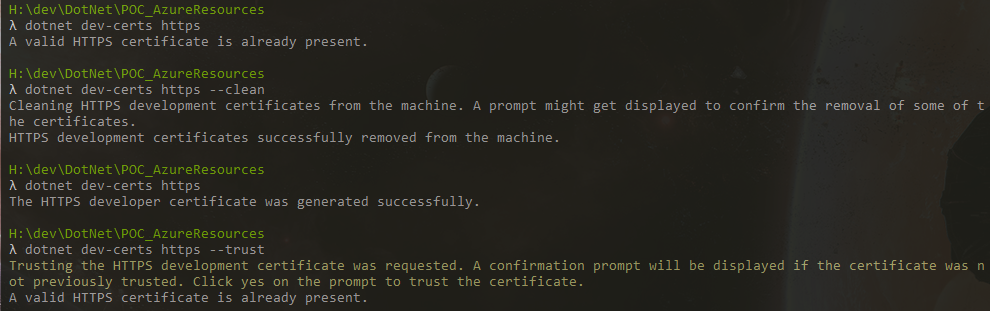 H:\dev\DotNet\POC_AzureResources
λ dotnet dev-certs https
A valid HTTPS certificate is already present.
H:\dev\DotNet\POC_AzureResources
λ dotnet dev-certs https --clean
Cleaning HTTPS development certificates from the machine. A prompt might get displayed to confirm the removal of some of t
he certificates.
HTTPS development certificates successfully removed from the machine.
H:\dev\DotNet\POC_AzureResources
λ dotnet dev-certs https
The HTTPS developer certificate was generated successfully.
H:\dev\DotNet\POC_AzureResources
λ dotnet dev-certs https --trust
Trusting the HTTPS development certificate was requested. A confirmation prompt will be displayed if the certificate was n
ot previously trusted. Click yes on the prompt to trust the certificate.
A valid HTTPS certificate is already present.